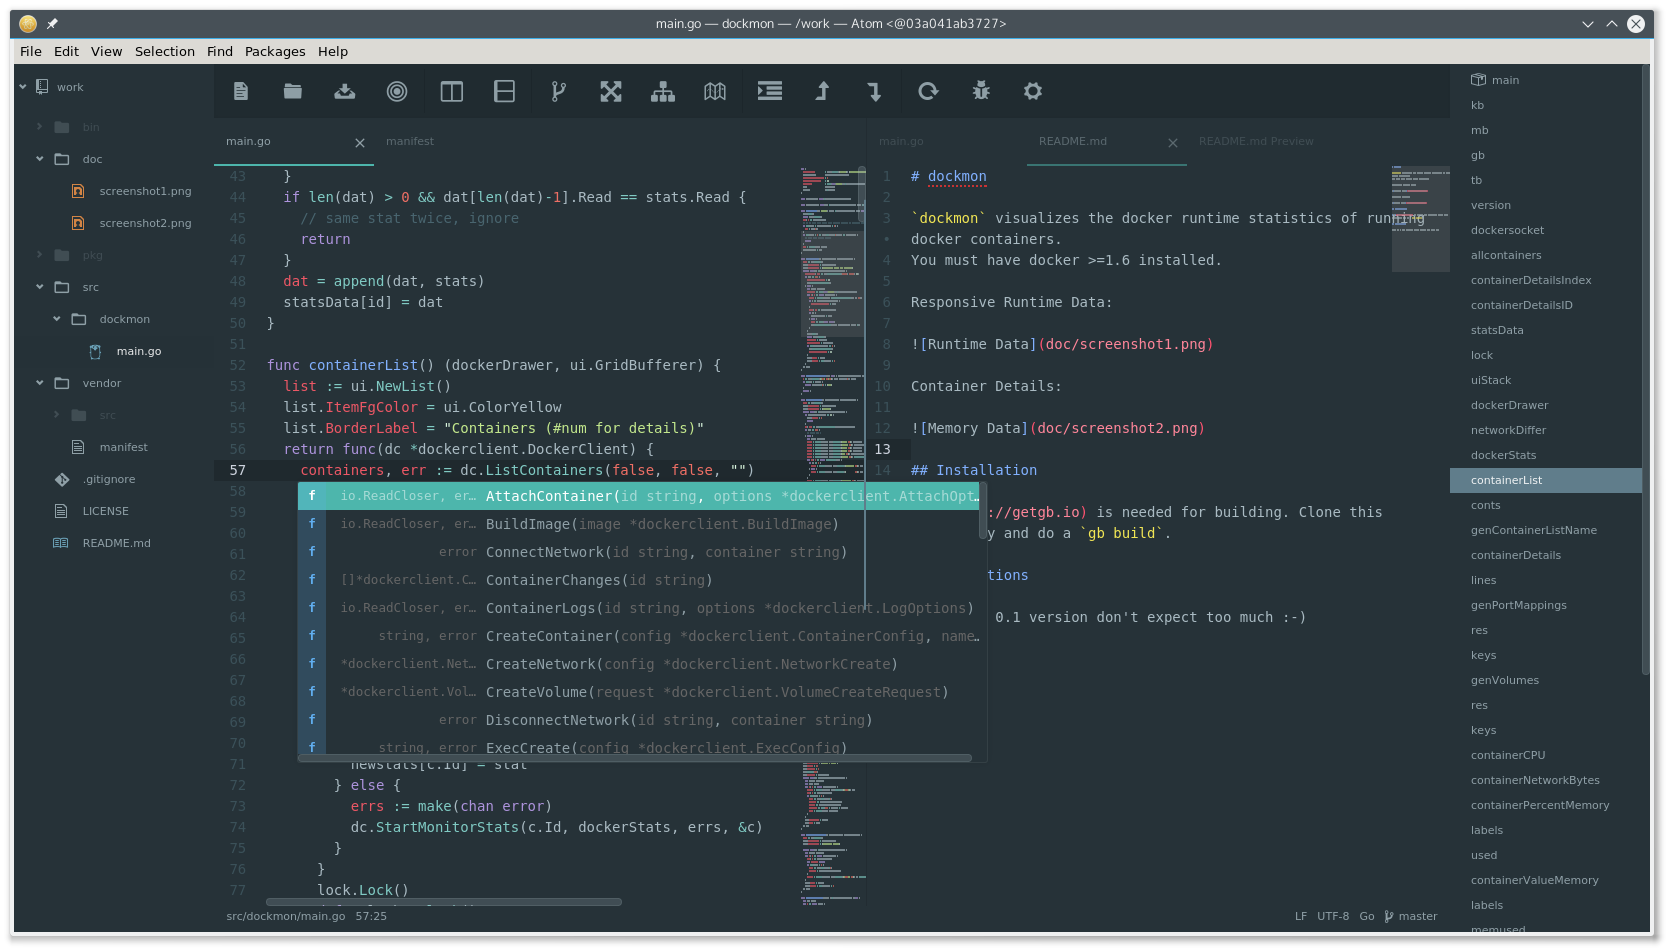 main.go — dockmon — /work — Atom <@03a041ab3727>
File Edit View Selection Find Packages Help
work
bin
doc
screenshot1.png
screenshot2.png
pkg
src
dockmon
main.go
vendor
src
manifest
.gitignore
LICENSE
README.md
main.go
manifest
43 }
44 if len(dat) > 0 && dat[len(dat)-1].Read == stats.Read {
45 // same stat twice, ignore
46 return
47 }
48 dat = append(dat, stats)
49 statsData[id] = dat
50 }
51
52 func containerList() (dockerDrawer, ui.GridBufferer) {
53 list := ui.NewList()
54 list.ItemFgColor = ui.ColorYellow
55 list.BorderLabel = "Containers (#num for details)"
56 return func(dc *dockerclient.DockerClient) {
57 containers, err := dc.ListContainers(false, false, "")
58
59
60
61
62
63
64
65
66
67
68
69
70
f io.ReadCloser, er… AttachContainer(id string, options *dockerclient.AttachOpt…
f io.ReadCloser, er… BuildImage(image *dockerclient.BuildImage)
f error ConnectNetwork(id string, container string)
f []*dockerclient.C… ContainerChanges(id string)
f io.ReadCloser, er… ContainerLogs(id string, options *dockerclient.LogOptions)
f string, error CreateContainer(config *dockerclient.ContainerConfig, name…
f *dockerclient.Net… CreateNetwork(config *dockerclient.NetworkCreate)
f *dockerclient.Vol… CreateVolume(request *dockerclient.VolumeCreateRequest)
f error DisconnectNetwork(id string, container string)
f string, error ExecCreate(config *dockerclient.ExecConfig)
71 newstats[c.Id] = stat
72 } else {
73 errs := make(chan error)
74 dc.StartMonitorStats(c.Id, dockerStats, errs, &c)
75 }
76 }
77 lock.Lock()
main.go
README.md
README.md Preview
1 # dockmon
2
3 `dockmon` visualizes the docker runtime statistics of running
• docker containers.
4 You must have docker >=1.6 installed.
5
6 Responsive Runtime Data:
7
8 ![Runtime Data](doc/screenshot1.png)
9
10 Container Details:
11
12 ![Memory Data](doc/screenshot2.png)
13
14 ## Installation
://getgb.io) is needed for building. Clone this
y and do a `gb build`.
tions
0.1 version don't expect too much :-)
main
kb
mb
gb
tb
version
dockersocket
allcontainers
containerDetailsIndex
containerDetailsID
statsData
lock
uiStack
dockerDrawer
networkDiffer
dockerStats
containerList
conts
genContainerListName
containerDetails
lines
genPortMappings
res
keys
genVolumes
res
keys
containerCPU
containerNetworkBytes
containerPercentMemory
labels
used
containerValueMemory
labels
memused
src/dockmon/main.go 57:25
LF UTF-8 Go master